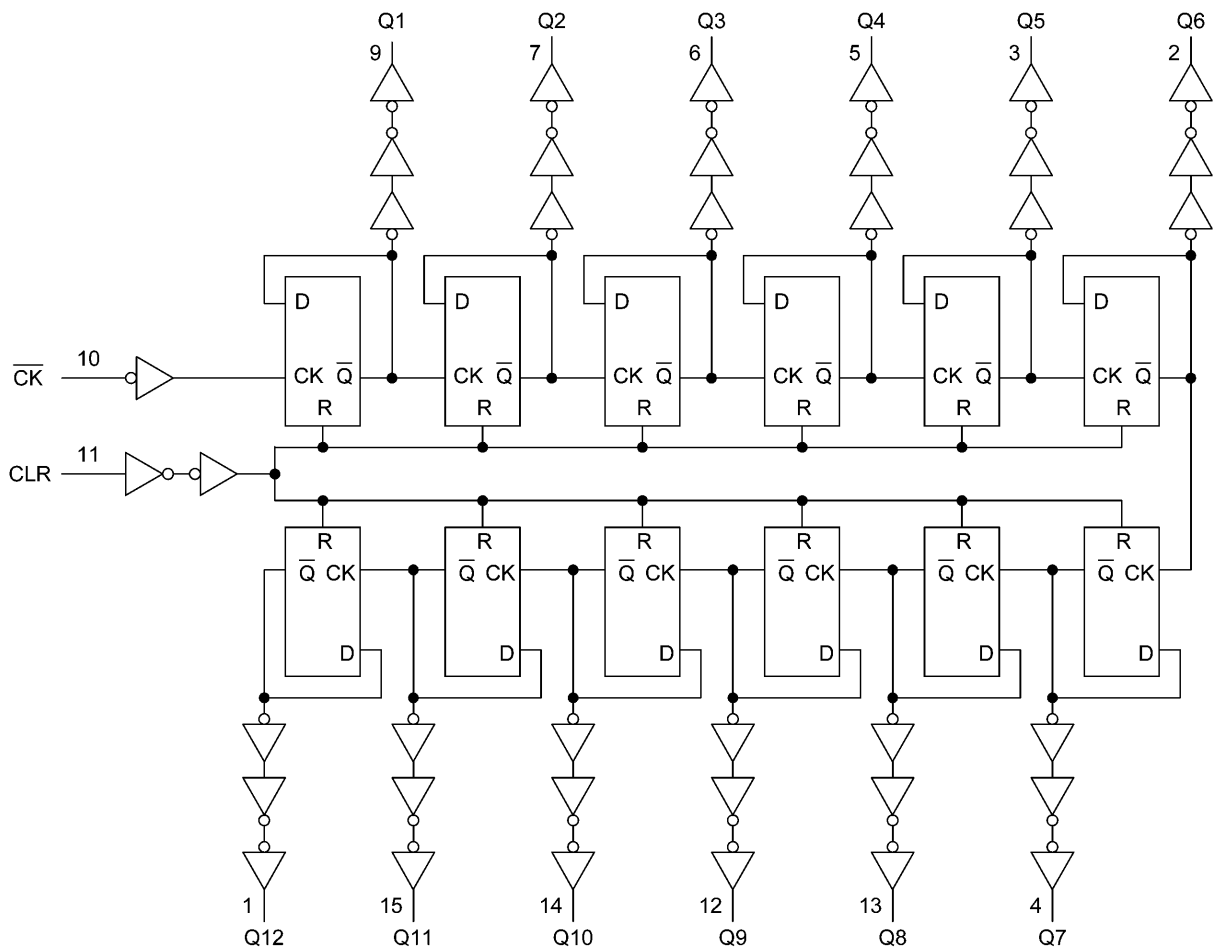 Q1 Q2 Q3 Q4 Q5 Q6
9 7 6 5 3 2
D D D D D D
C̅K̅ 10 CK Q̅ CK Q̅ CK Q̅ CK Q̅ CK Q̅ CK Q̅
R R R R R R
CLR 11
R R R R R R
Q̅ CK Q̅ CK Q̅ CK Q̅ CK Q̅ CK Q̅ CK
D D D D D D
1 15 14 12 13 4
Q12 Q11 Q10 Q9 Q8 Q7